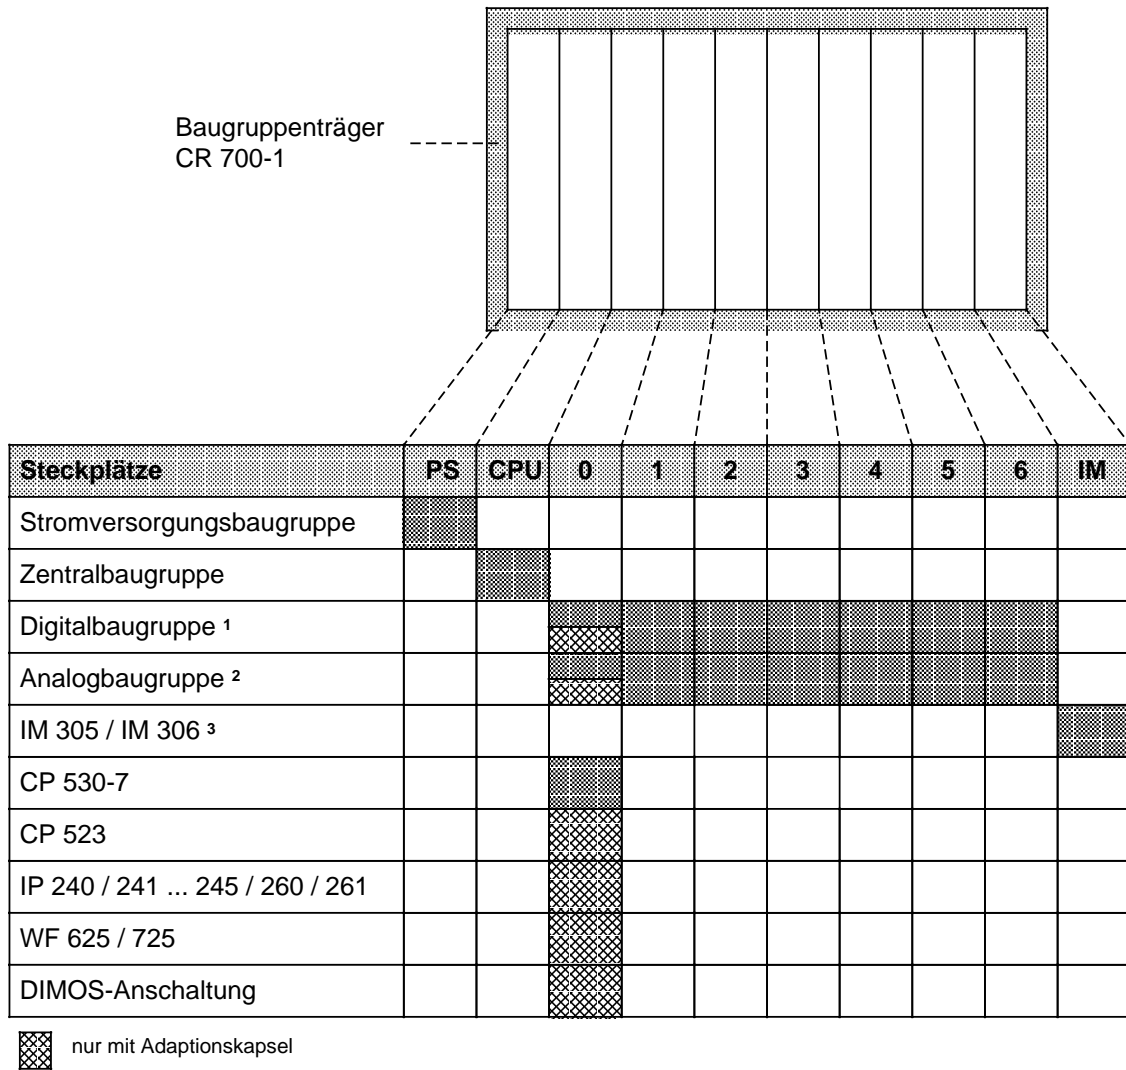 Baugruppenträger
CR 700-1
Steckplätze PS CPU 0 1 2 3 4 5 6 IM
Stromversorgungsbaugruppe
Zentralbaugruppe
Digitalbaugruppe 1
Analogbaugruppe 2
IM 305 / IM 306 3
CP 530-7
CP 523
IP 240 / 241 ... 245 / 260 / 261
WF 625 / 725
DIMOS-Anschaltung
nur mit Adaptionskapsel